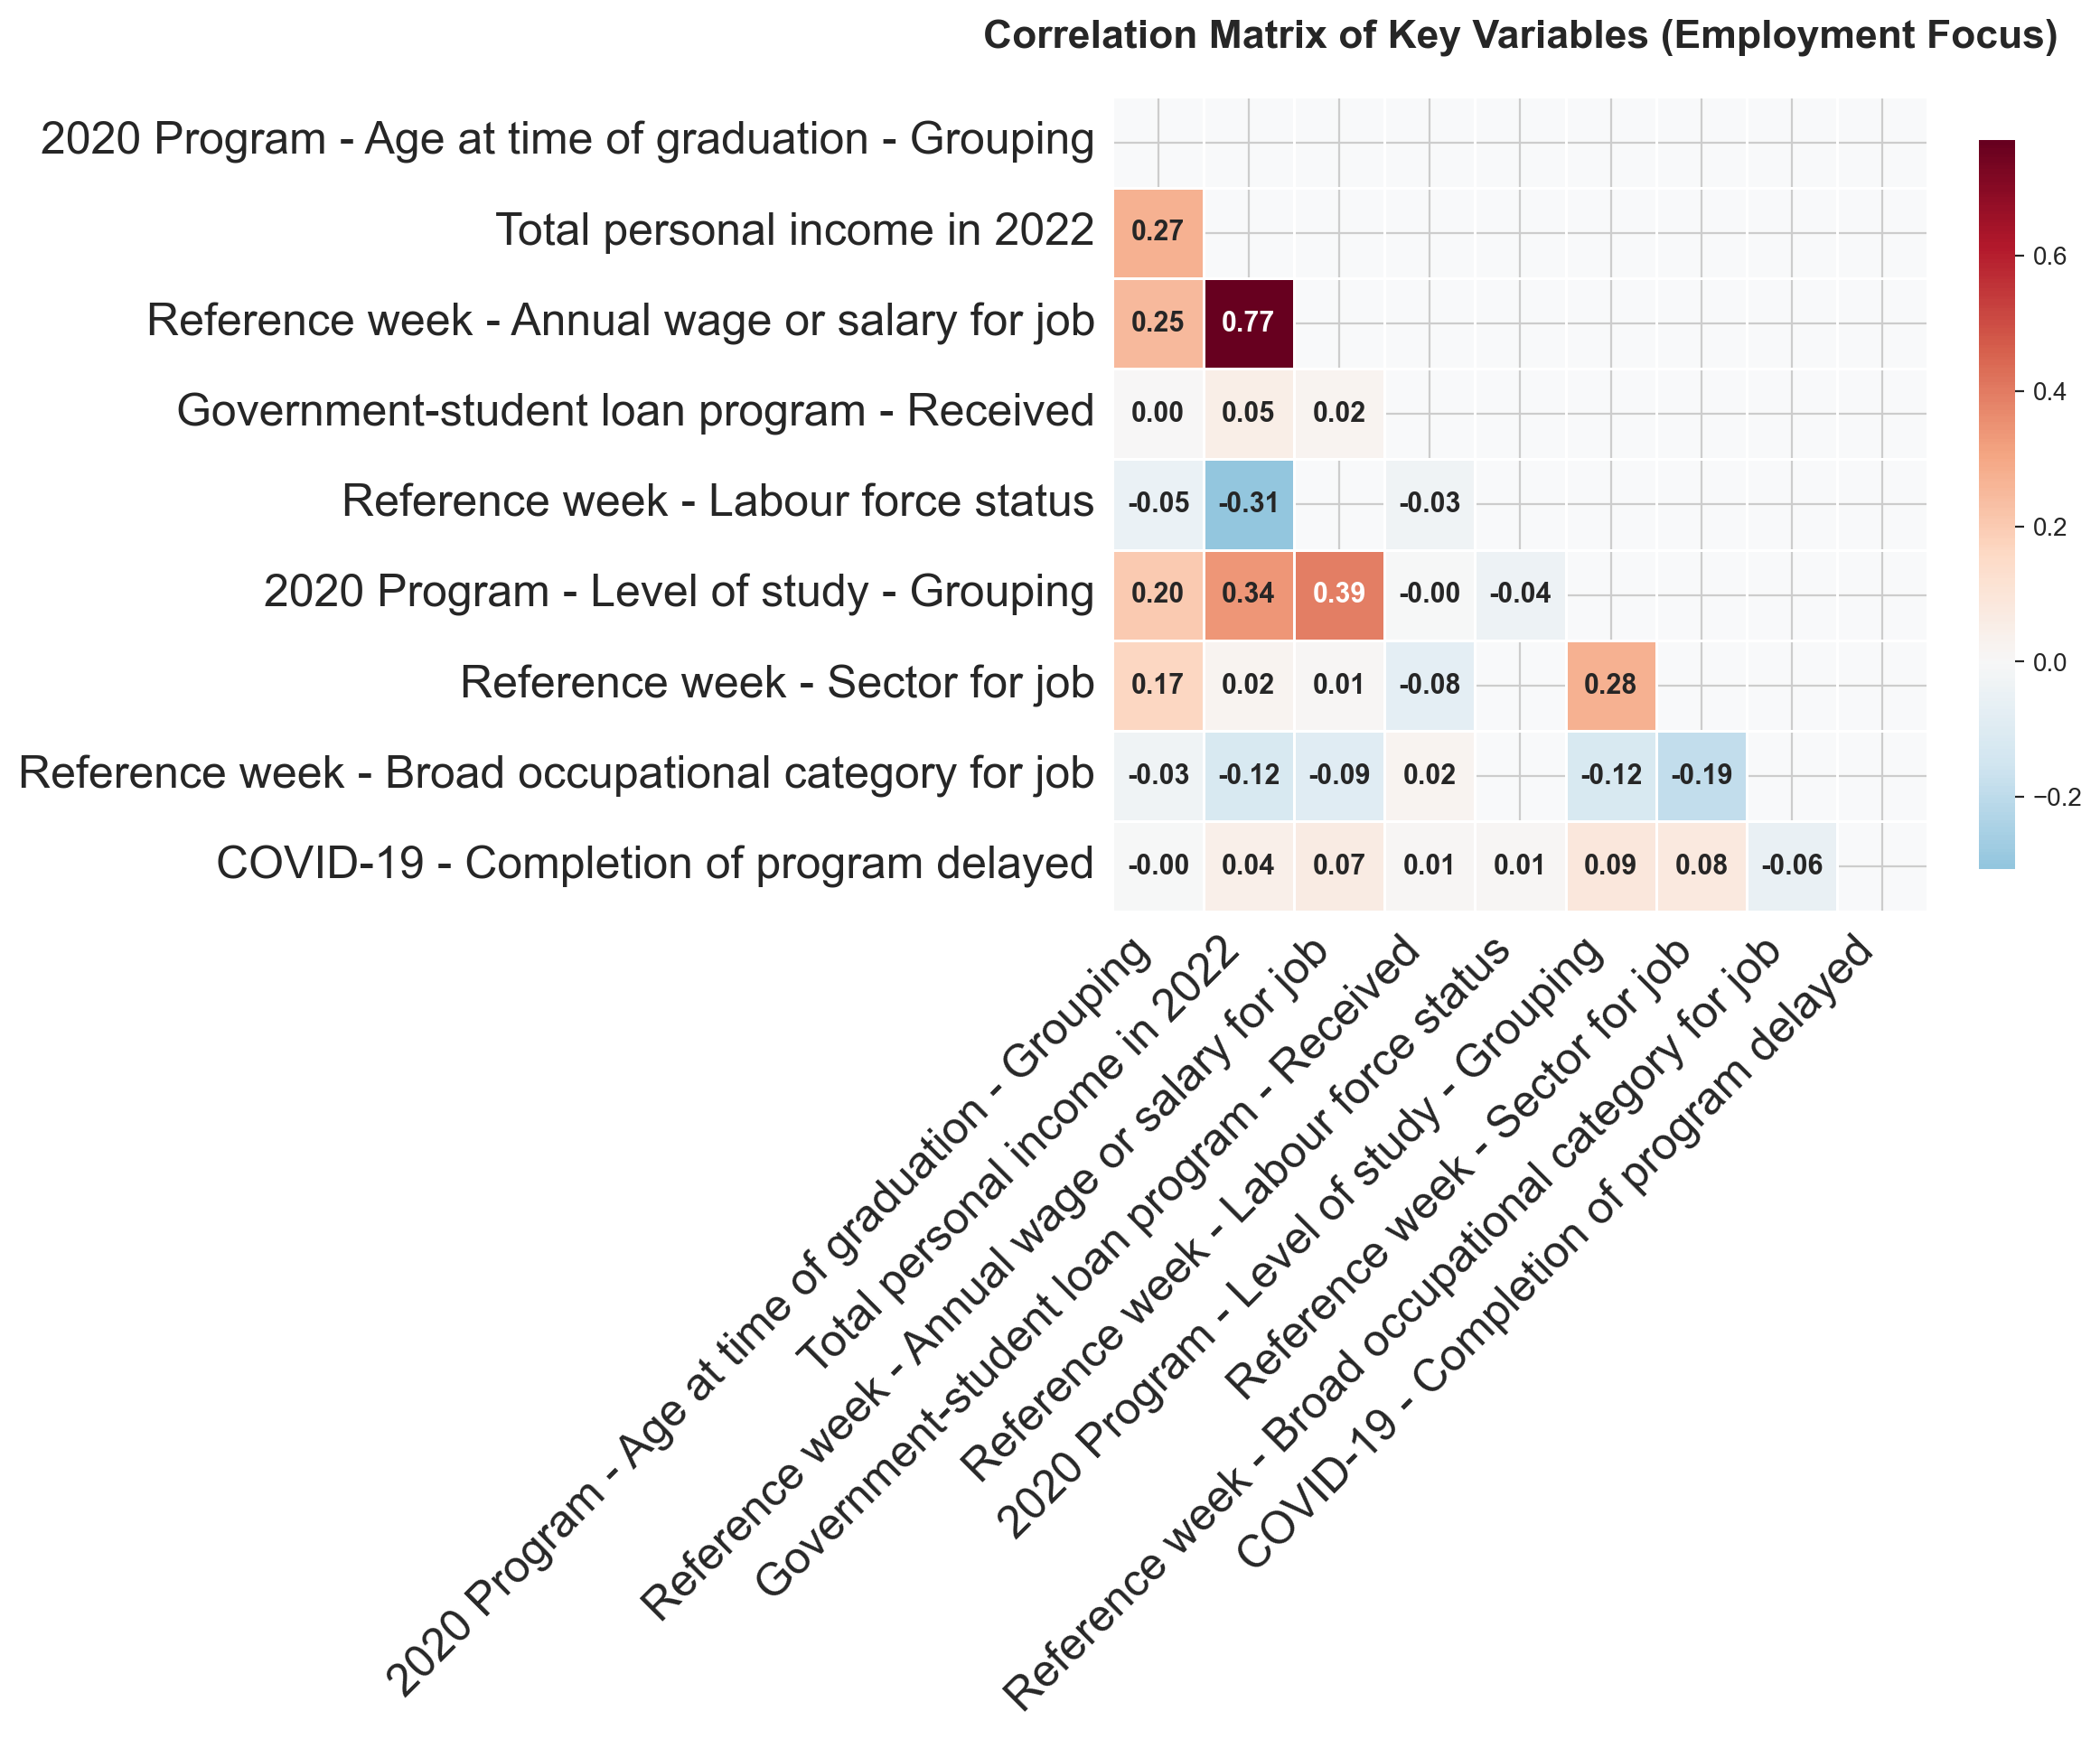 Correlation Matrix of Key Variables (Employment Focus)
2020 Program - Age at time of graduation - Grouping
Total personal income in 2022
0.27
Reference week - Annual wage or salary for job
0.25 0.77
Government-student loan program - Received
0.00 0.05 0.02
Reference week - Labour force status
-0.05 -0.31 -0.03
2020 Program - Level of study - Grouping
0.20 0.34 0.39 -0.00 -0.04
Reference week - Sector for job
0.17 0.02 0.01 -0.08 0.28
Reference week - Broad occupational category for job
-0.03 -0.12 -0.09 0.02 -0.12 -0.19
COVID-19 - Completion of program delayed
-0.00 0.04 0.07 0.01 0.01 0.09 0.08 -0.06
0.6
0.4
0.2
0.0
−0.2
2020 Program - Age at time of graduation - Grouping
Total personal income in 2022
Reference week - Annual wage or salary for job
Government-student loan program - Received
Reference week - Labour force status
2020 Program - Level of study - Grouping
Reference week - Sector for job
Reference week - Broad occupational category for job
COVID-19 - Completion of program delayed